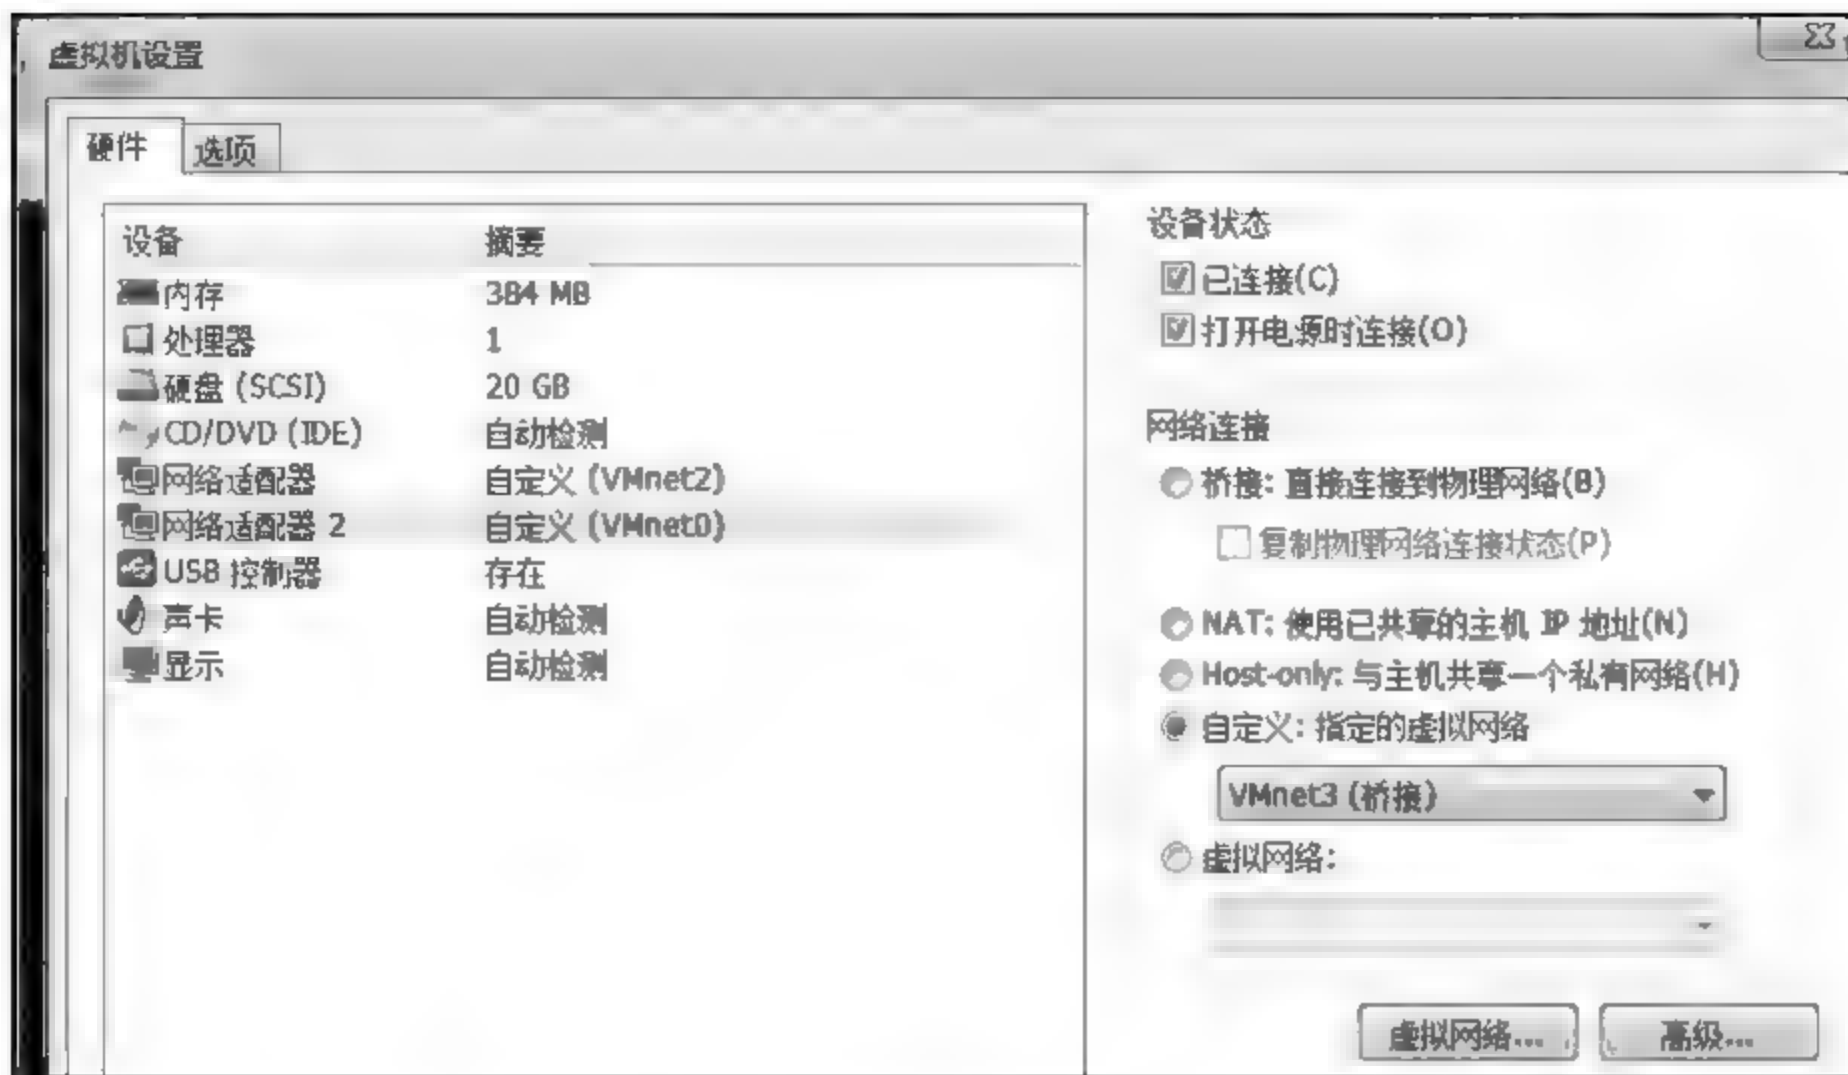 虚拟机设置
硬件 选项
设备 摘要
内存 384 MB
处理器 1
硬盘 (SCSI) 20 GB
CD/DVD (IDE) 自动检测
网络适配器 自定义 (VMnet2)
网络适配器 2 自定义 (VMnet0)
USB 控制器 存在
声卡 自动检测
显示 自动检测
设备状态
已连接(C)
打开电源时连接(O)
网络连接
桥接: 直接连接到物理网络(B)
复制物理网络连接状态(P)
NAT: 使用已共享的主机 IP 地址(N)
Host-only: 与主机共享一个私有网络(H)
自定义: 指定的虚拟网络
VMnet3 (桥接)
虚拟网络:
虚拟网络... 高级...